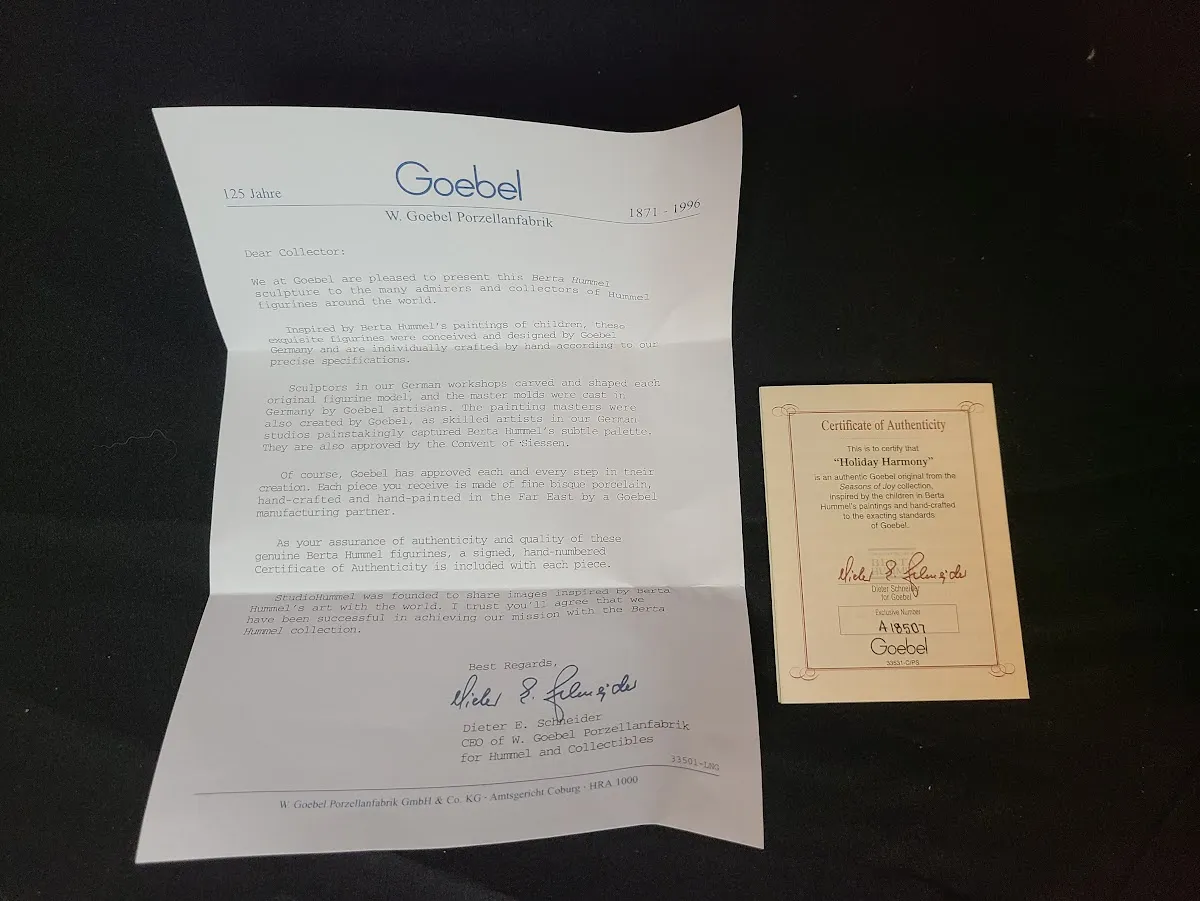 Goebel
125 Jahre
1871 - 1996
W. Goebel Porzellanfabrik
Dear Collector:
We at Goebel are pleased to present this Berta Hummel
sculpture to the many admirers and collectors of Hummel
figurines around the world.
Inspired by Berta Hummel's paintings of children, these
exquisite figurines were conceived and designed by Goebel
Germany and are individually crafted by hand according to our
precise specifications.
Sculptors in our German workshops carved and shaped each
original figurine model, and the master molds were cast in
Germany by Goebel artisans. The painting masters were
also created by Goebel, as skilled artists in our German
studios painstakingly captured Berta Hummel's subtle palette.
They are also approved by the Convent of Siessen.
Of course, Goebel has approved each and every step in their
creation. Each piece you receive is made of fine bisque porcelain,
hand-crafted and hand-painted in the Far East by a Goebel
manufacturing partner.
As your assurance of authenticity and quality of these
genuine Berta Hummel figurines, a signed, hand-numbered
Certificate of Authenticity is included with each piece.
StudioHummel was founded to share images inspired by Berta
Hummel's art with the world. I trust you'll agree that we
have been successful in achieving our mission with the Berta
Hummel collection.
Best Regards,
Dieter E. Schneider
Dieter E. Schneider
CEO of W. Goebel Porzellanfabrik
for Hummel and Collectibles
33501-LNG
W. Goebel Porzellanfabrik GmbH & Co. KG · Amtsgericht Coburg · HRA 1000
Certificate of Authenticity
This is to certify that
"Holiday Harmony"
is an authentic Goebel original from the
Seasons of Joy collection,
inspired by the children in Berta
Hummel's paintings and hand-crafted
to the exacting standards
of Goebel.
Dieter E. Schneider
Dieter Schneider
for Goebel
Exclusive Number
A18507
Goebel
33531-C/PS